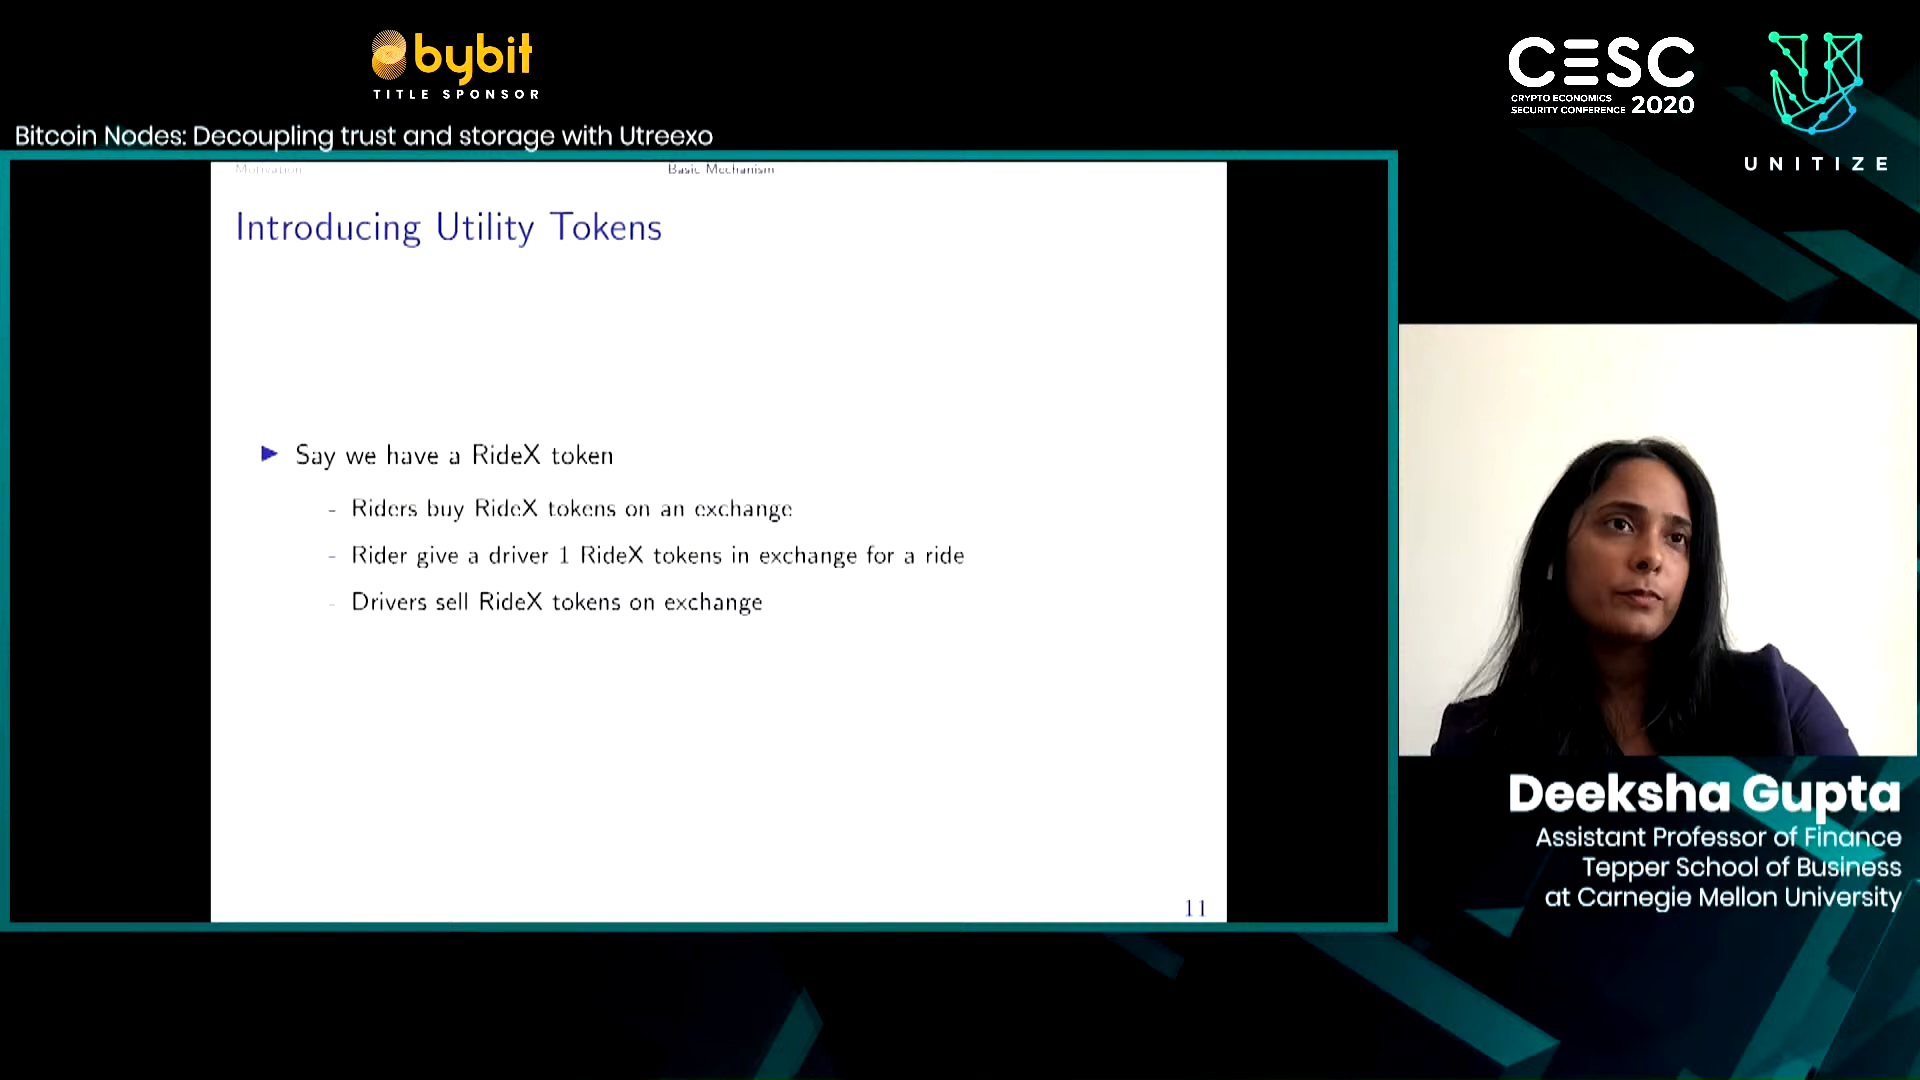 bybit
TITLE SPONSOR
CESC
CRYPTO ECONOMICS
SECURITY CONFERENCE 2020
UNITIZE
Bitcoin Nodes: Decoupling trust and storage with Utreexo
Motivation
Basic Mechanism
Introducing Utility Tokens
Say we have a RideX token
- Riders buy RideX tokens on an exchange
- Rider give a driver 1 RideX tokens in exchange for a ride
- Drivers sell RideX tokens on exchange
11
Deeksha Gupta
Assistant Professor of Finance
Tepper School of Business
at Carnegie Mellon University